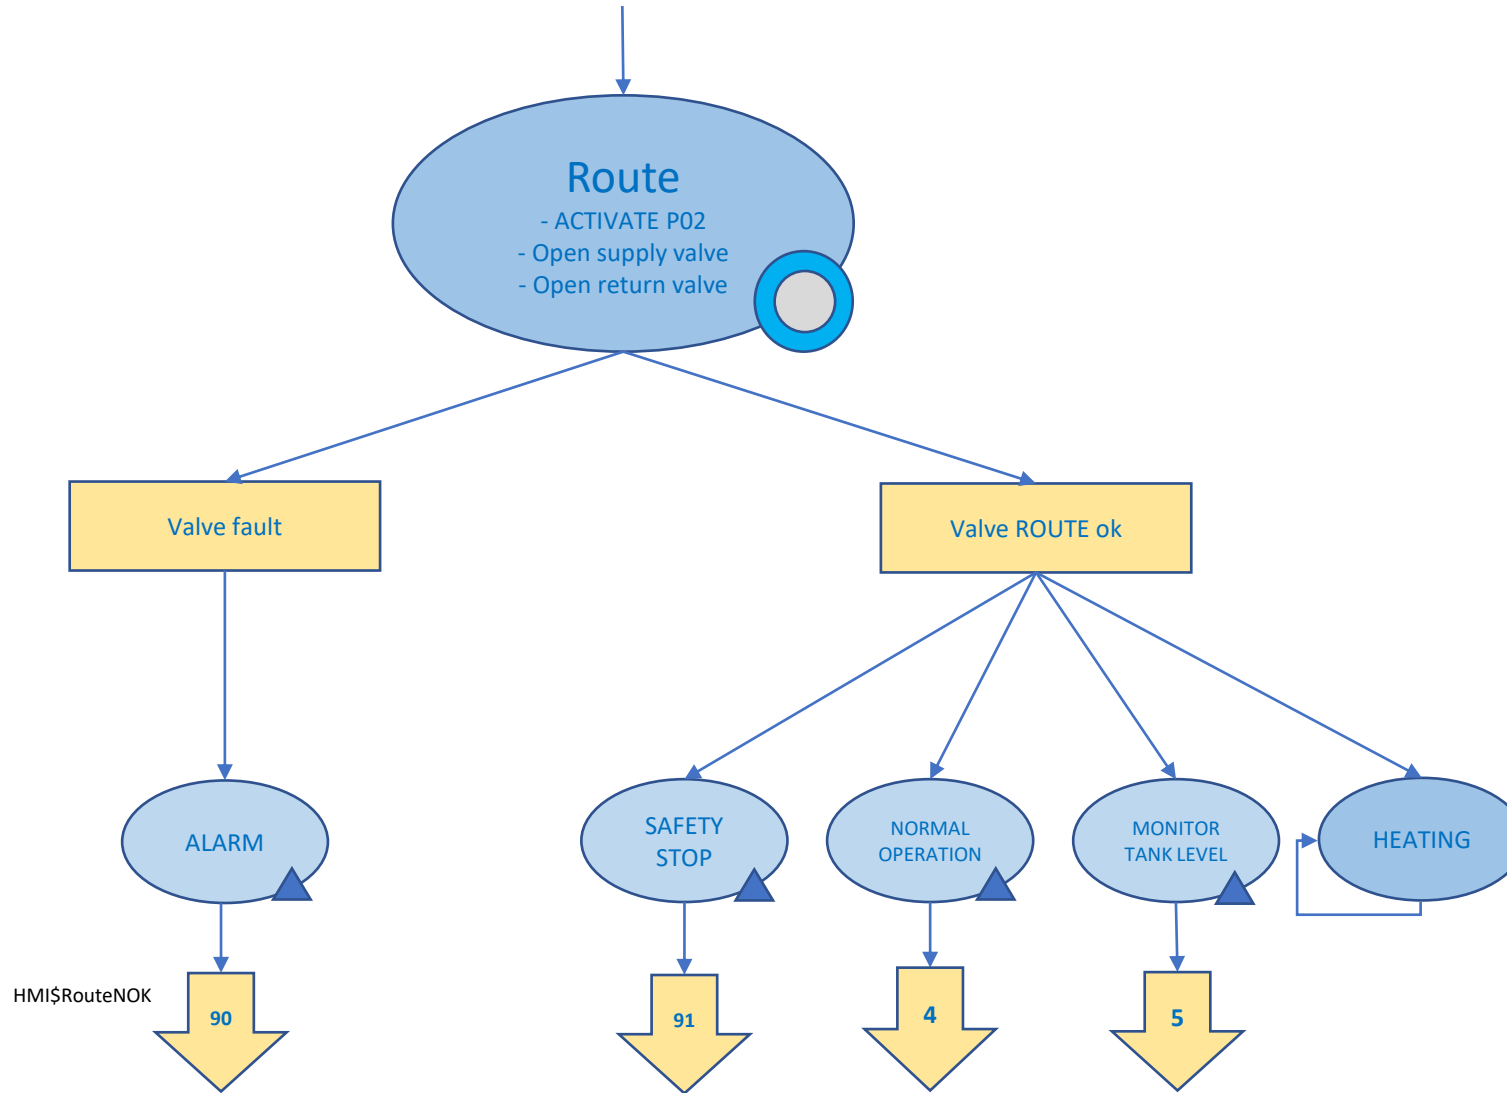 Route
- ACTIVATE P02
- Open supply valve
- Open return valve
Valve fault
Valve ROUTE ok
ALARM
SAFETY
STOP
NORMAL
OPERATION
MONITOR
TANK LEVEL
HEATING
HMI$RouteNOK
90
91
4
5